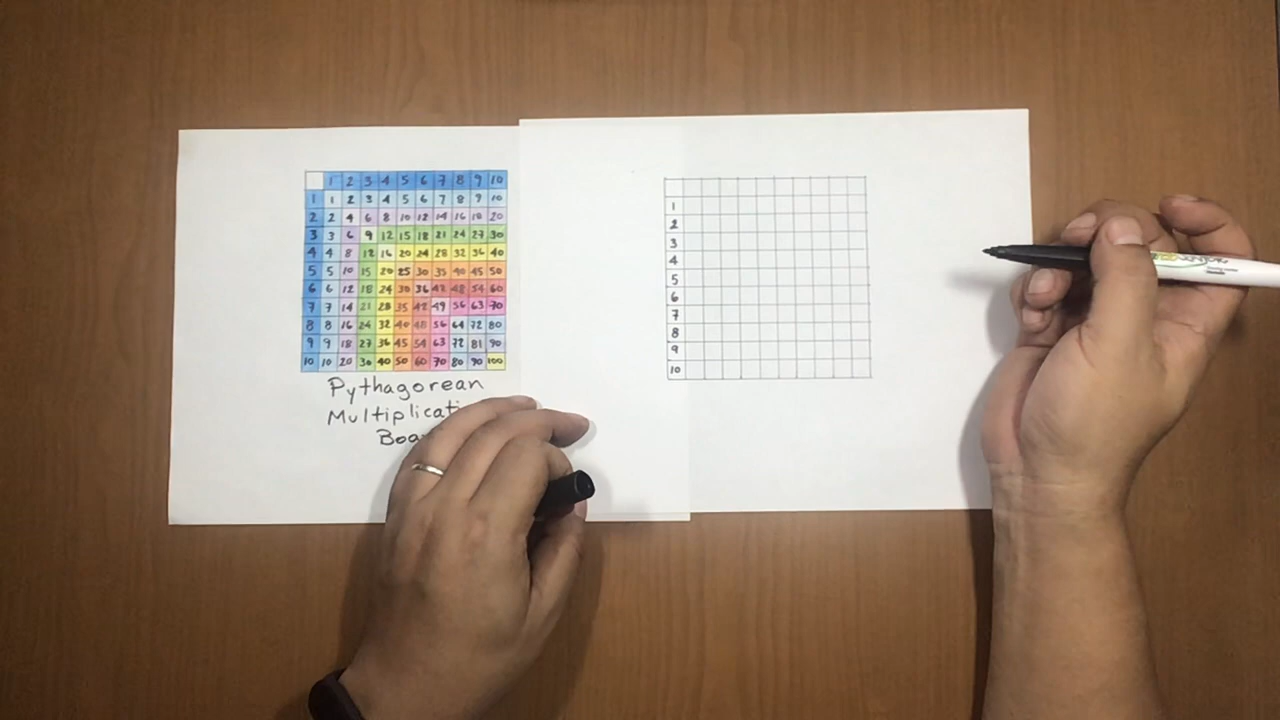 1 2 3 4 5 6 7 8 9 10
1 1 2 3 4 5 6 7 8 9 10
2 2 4 6 8 10 12 14 16 18 20
3 3 6 9 12 15 18 21 24 27 30
4 4 8 12 16 20 24 28 32 36 40
5 5 10 15 20 25 30 35 40 45 50
6 6 12 18 24 30 36 42 48 54 60
7 7 14 21 28 35 42 49 56 63 70
8 8 16 24 32 40 48 56 64 72 80
9 9 18 27 36 45 54 63 72 81 90
10 10 20 30 40 50 60 70 80 90 100
Pythagorean
Multiplicati
Boa
1
2
3
4
5
6
7
8
9
10